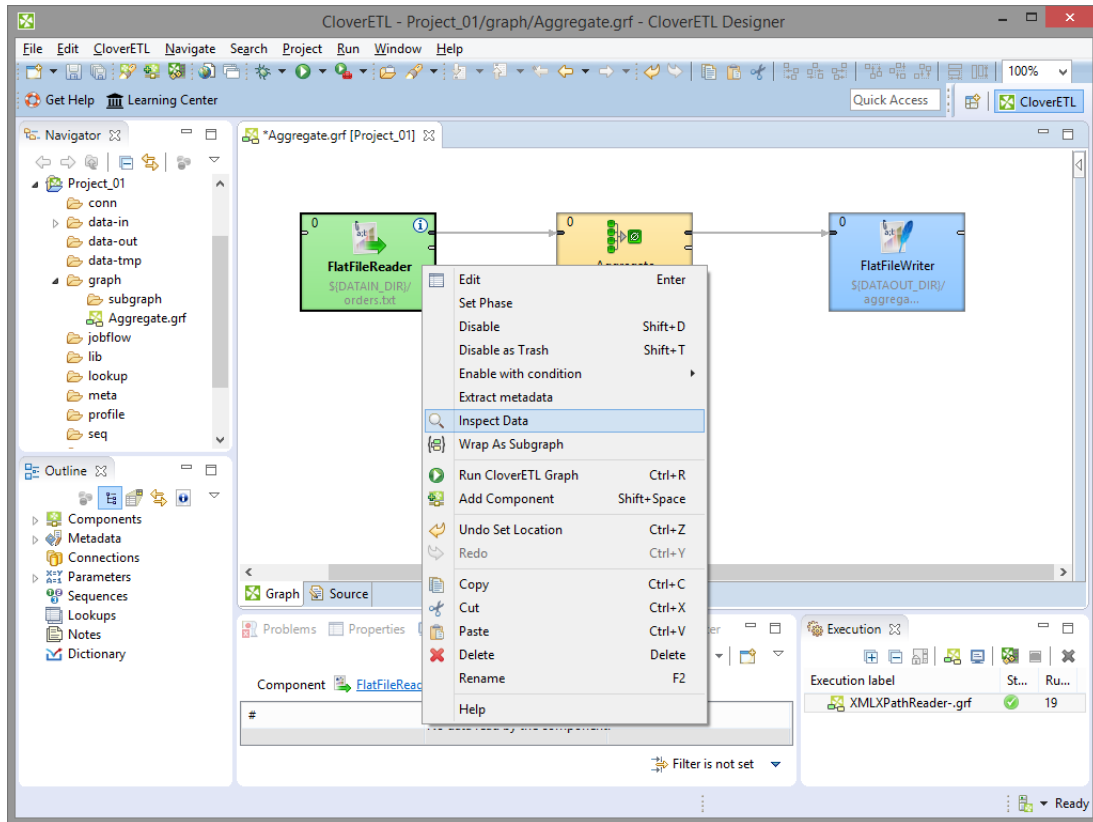 CloverETL - Project_01/graph/Aggregate.grf - CloverETL Designer
File Edit CloverETL Navigate Search Project Run Window Help
100%
Get Help Learning Center Quick Access CloverETL
Navigator
*Aggregate.grf [Project_01]
Project_01
conn
data-in
data-out
data-tmp
graph
subgraph
Aggregate.grf
jobflow
lib
lookup
meta
profile
seq
0
FlatFileReader
${DATAIN_DIR}/
orders.txt
0
0
FlatFileWriter
${DATAOUT_DIR}/
aggrega...
Edit Enter
Set Phase
Disable Shift+D
Disable as Trash Shift+T
Enable with condition
Extract metadata
Inspect Data
Wrap As Subgraph
Run CloverETL Graph Ctrl+R
Add Component Shift+Space
Undo Set Location Ctrl+Z
Redo Ctrl+Y
Copy Ctrl+C
Cut Ctrl+X
Paste Ctrl+V
Delete Delete
Rename F2
Help
Outline
Components
Metadata
Connections
Parameters
Sequences
Lookups
Notes
Dictionary
Graph Source
Problems Properties
Component FlatFileReac
#
Filter is not set
Execution
Execution label St... Ru...
XMLXPathReader-.grf 19
Ready